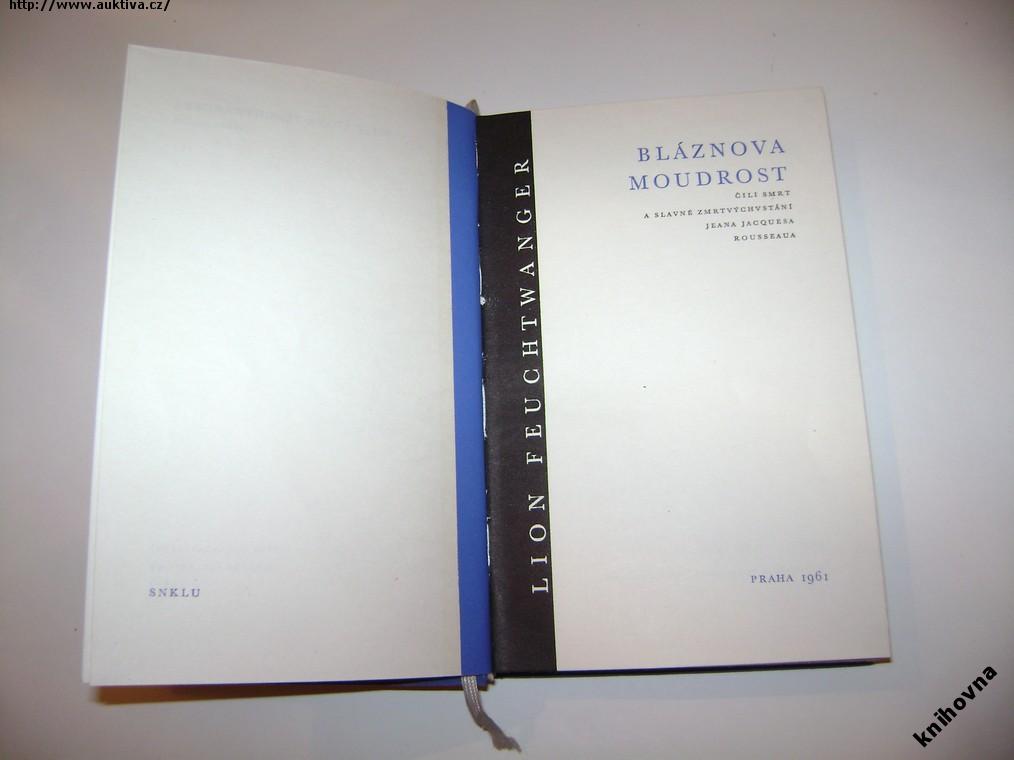 http://www.auktiva.cz/
SNKLU
LION FEUCHTWANGER
BLÁZNOVA
MOUDROST
ČILI SMRT
A SLAVNÉ ZMRTVÝCHVSTÁNÍ
JEANA JACQUESA
ROUSSEAUA
PRAHA 1961
knihovna